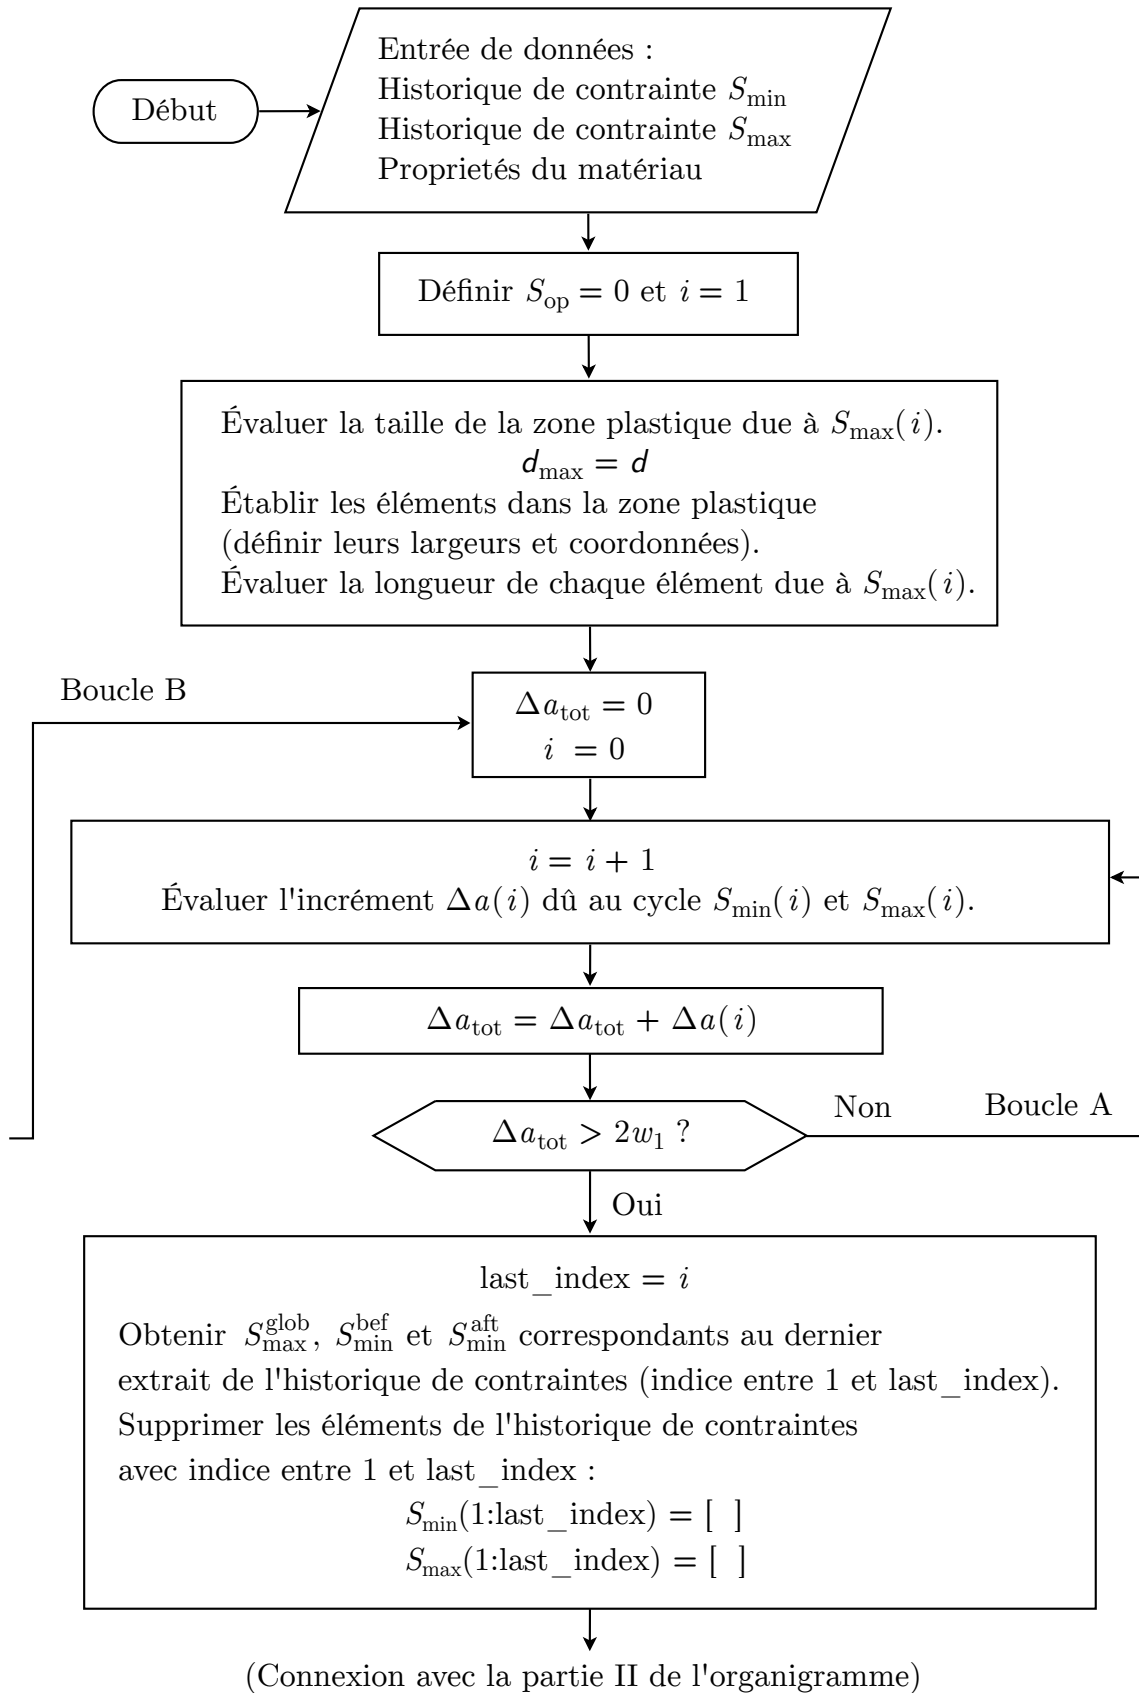 Début
Entrée de données :
Historique de contrainte S_min
Historique de contrainte S_max
Proprietés du matériau
Définir S_op = 0 et i = 1
Évaluer la taille de la zone plastique due à S_max(i).
d_max = d
Établir les éléments dans la zone plastique
(définir leurs largeurs et coordonnées).
Évaluer la longueur de chaque élément due à S_max(i).
Boucle B
Δa_tot = 0
i = 0
i = i + 1
Évaluer l'incrément Δa(i) dû au cycle S_min(i) et S_max(i).
Δa_tot = Δa_tot + Δa(i)
Δa_tot > 2w_1 ?
Non
Boucle A
Oui
last_index = i
Obtenir S_max^glob, S_min^bef et S_min^aft correspondants au dernier
extrait de l'historique de contraintes (indice entre 1 et last_index).
Supprimer les éléments de l'historique de contraintes
avec indice entre 1 et last_index :
S_min(1:last_index) = [ ]
S_max(1:last_index) = [ ]
(Connexion avec la partie II de l'organigramme)